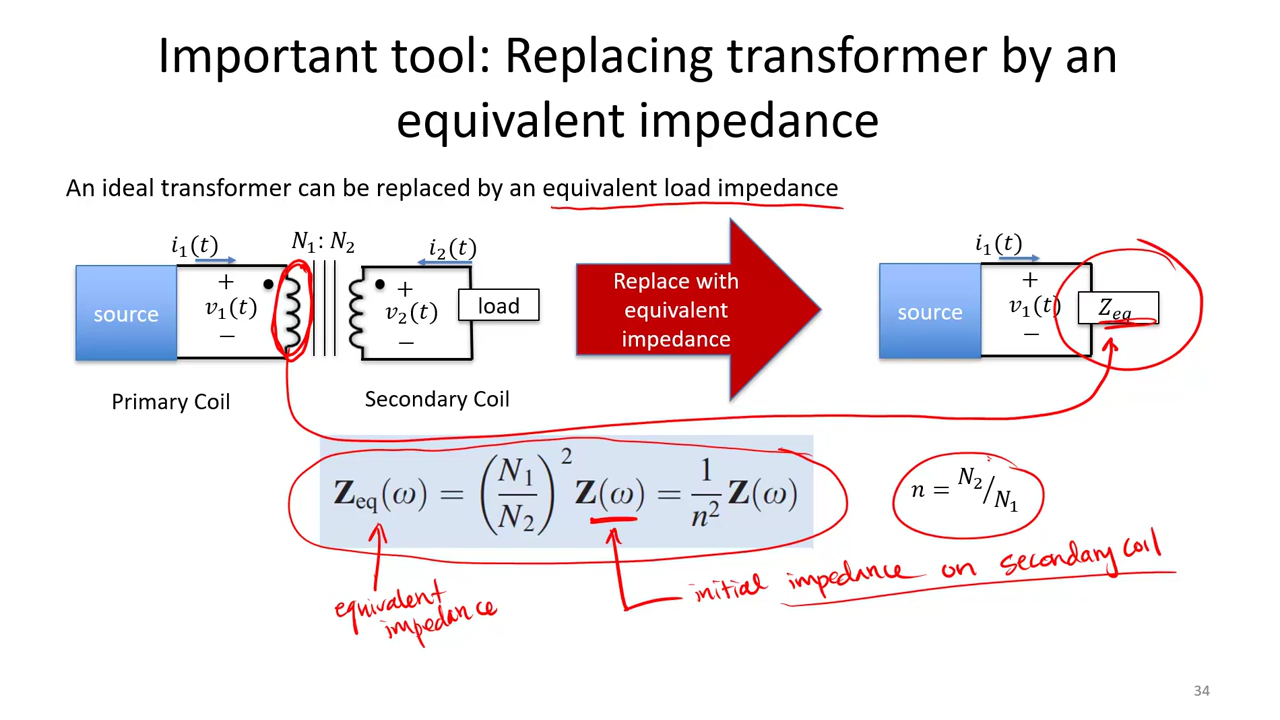 Important tool: Replacing transformer by an
equivalent impedance
An ideal transformer can be replaced by an equivalent load impedance
i₁(t) N₁: N₂ i₂(t)
source + v₁(t) − + v₂(t) − load
Primary Coil Secondary Coil
Replace with
equivalent
impedance
i₁(t)
source + v₁(t) − Z_eq
Z_eq(ω) = (N₁/N₂)² Z(ω) = 1/n² Z(ω)
n = N₂/N₁
equivalent
impedance
initial impedance on secondary coil
34